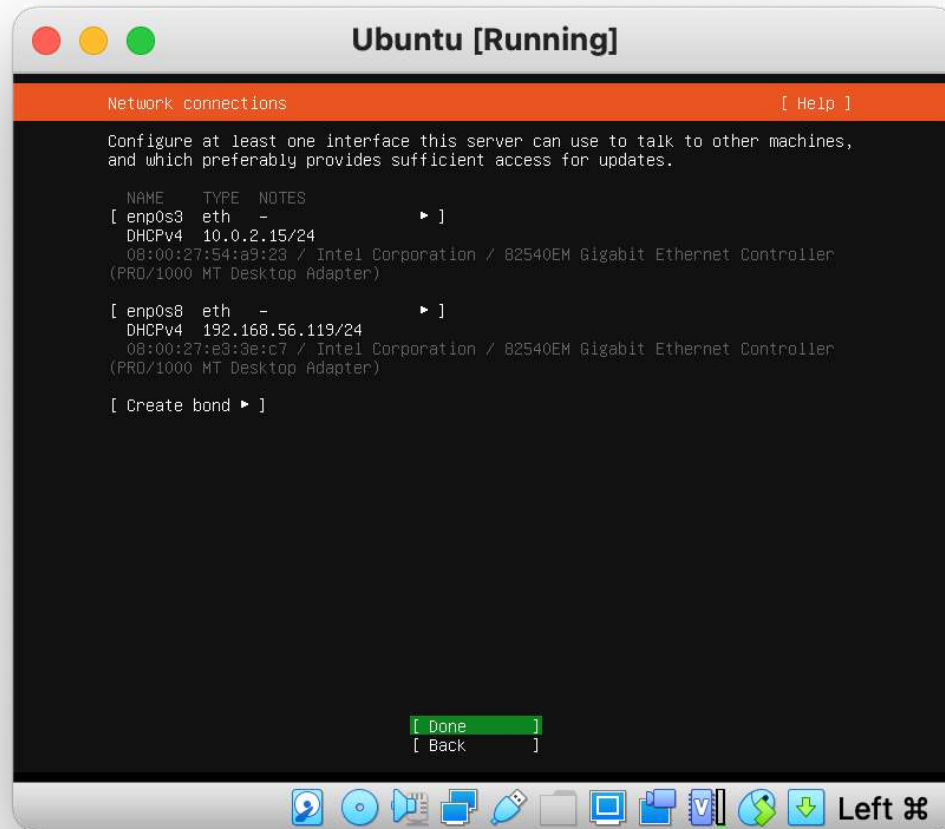 Ubuntu [Running]
Network connections [ Help ]
Configure at least one interface this server can use to talk to other machines,
and which preferably provides sufficient access for updates.
NAME TYPE NOTES
[ enp0s3 eth - ▸ ]
DHCPv4 10.0.2.15/24
08:00:27:54:a9:23 / Intel Corporation / 82540EM Gigabit Ethernet Controller
(PRO/1000 MT Desktop Adapter)
[ enp0s8 eth - ▸ ]
DHCPv4 192.168.56.119/24
08:00:27:e3:3e:c7 / Intel Corporation / 82540EM Gigabit Ethernet Controller
(PRO/1000 MT Desktop Adapter)
[ Create bond ▸ ]
[ Done ]
[ Back ]
Left ⌘